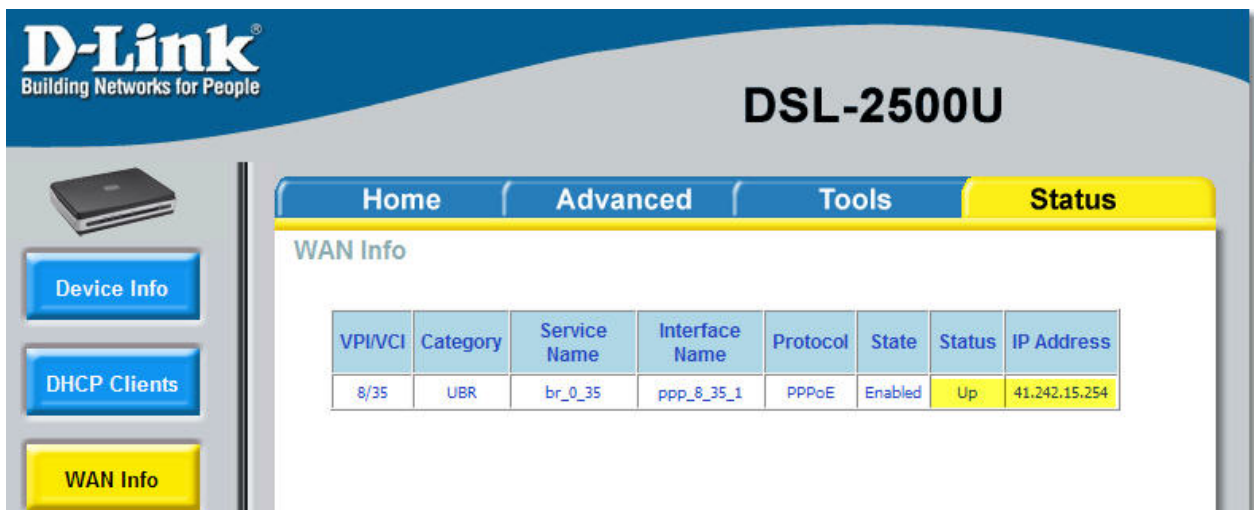 D-Link®
Building Networks for People
DSL-2500U
Home Advanced Tools Status
WAN Info
Device Info
DHCP Clients
WAN Info
VPI/VCI Category Service Name Interface Name Protocol State Status IP Address
8/35 UBR br_0_35 ppp_8_35_1 PPPoE Enabled Up 41.242.15.254